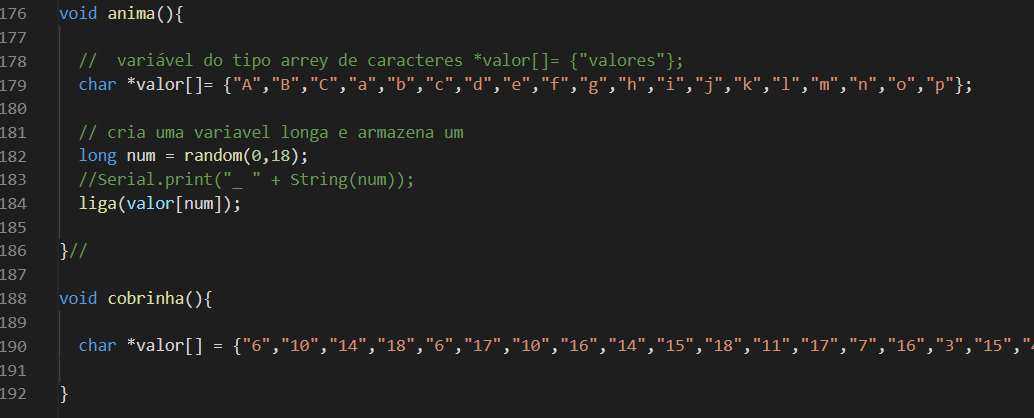 176 void anima(){
177
178 //  variável do tipo arrey de caracteres *valor[]= {"valores"};
179 char *valor[]= {"A","B","C","a","b","c","d","e","f","g","h","i","j","k","l","m","n","o","p"};
180
181 // cria uma variavel longa e armazena um
182 long num = random(0,18);
183 //Serial.print("_ " + String(num));
184 liga(valor[num]);
185
186 }//
187
188 void cobrinha(){
189
190 char *valor[] = {"6","10","14","18","6","17","10","16","14","15","18","11","17","7","16","3","15",
191
192 }